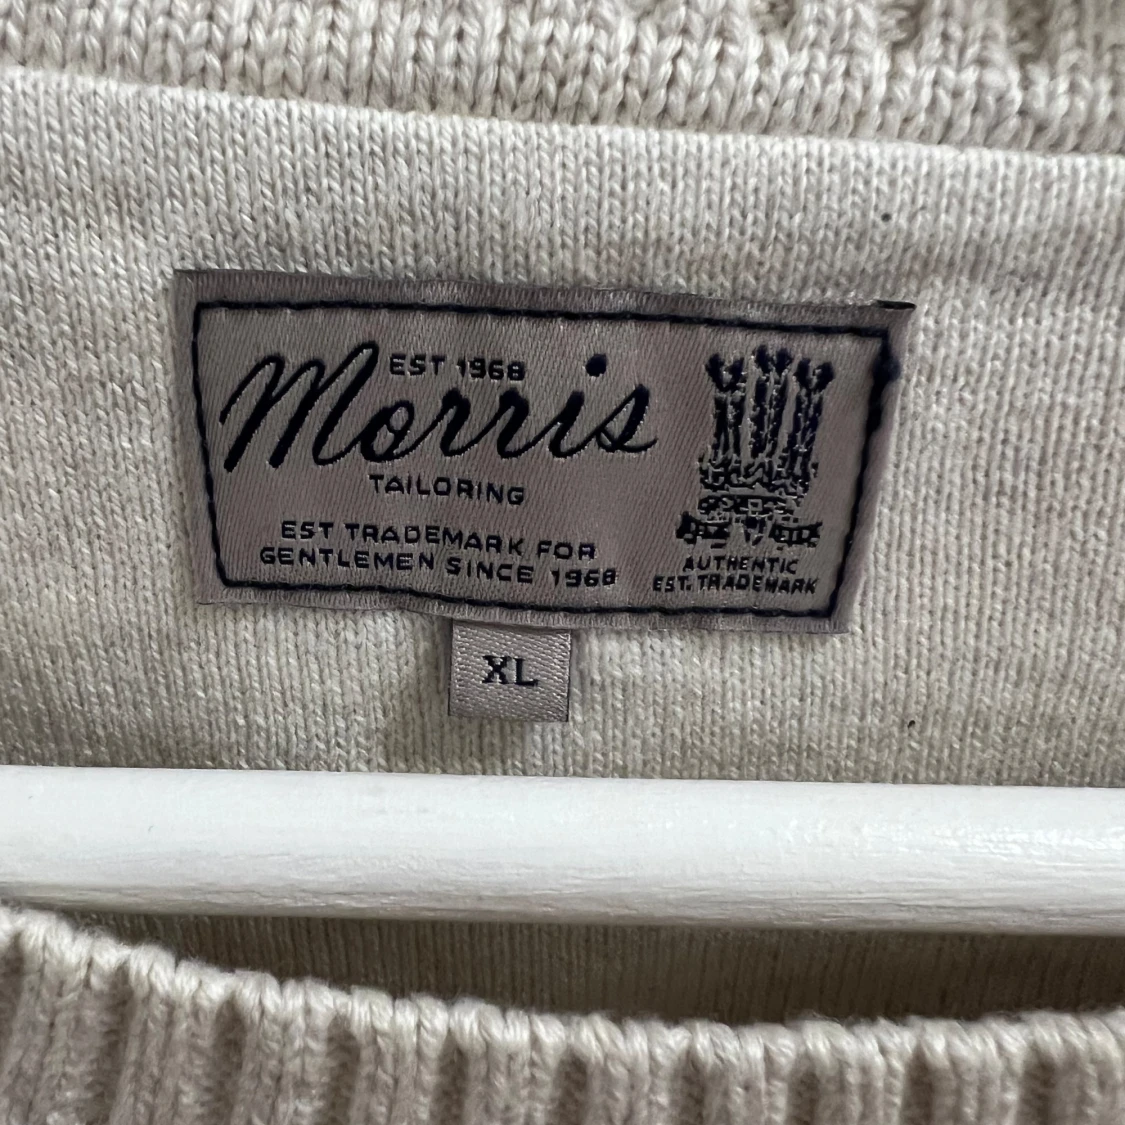 EST 1968
Morris
TAILORING
EST TRADEMARK FOR
GENTLEMEN SINCE 1968
AUTHENTIC
EST. TRADEMARK
XL